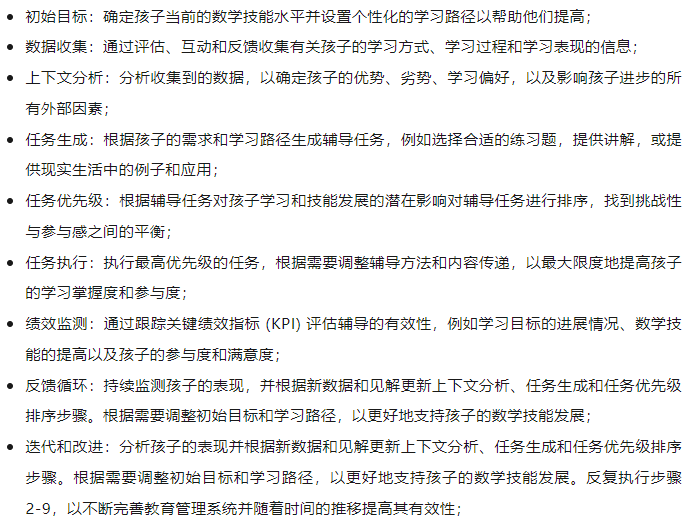 • 初始目标：确定孩子当前的数学技能水平并设置个性化的学习路径以帮助他们提高；
• 数据收集：通过评估、互动和反馈收集有关孩子的学习方式、学习过程和学习表现的信息；
• 上下文分析：分析收集到的数据，以确定孩子的优势、劣势、学习偏好，以及影响孩子进步的所
有外部因素；
• 任务生成：根据孩子的需求和学习路径生成辅导任务，例如选择合适的练习题，提供讲解，或提
供现实生活中的例子和应用；
• 任务优先级：根据辅导任务对孩子学习和技能发展的潜在影响对辅导任务进行排序，找到挑战性
与参与感之间的平衡；
• 任务执行：执行最高优先级的任务，根据需要调整辅导方法和内容传递，以最大限度地提高孩子
的学习掌握度和参与度；
• 绩效监测：通过跟踪关键绩效指标 (KPI) 评估辅导的有效性，例如学习目标的进展情况、数学技
能的提高以及孩子的参与度和满意度；
• 反馈循环：持续监测孩子的表现，并根据新数据和见解更新上下文分析、任务生成和任务优先级
排序步骤。根据需要调整初始目标和学习路径，以更好地支持孩子的数学技能发展；
• 迭代和改进：分析孩子的表现并根据新数据和见解更新上下文分析、任务生成和任务优先级排序
步骤。根据需要调整初始目标和学习路径，以更好地支持孩子的数学技能发展。反复执行步骤
2-9，以不断完善教育管理系统并随着时间的推移提高其有效性；